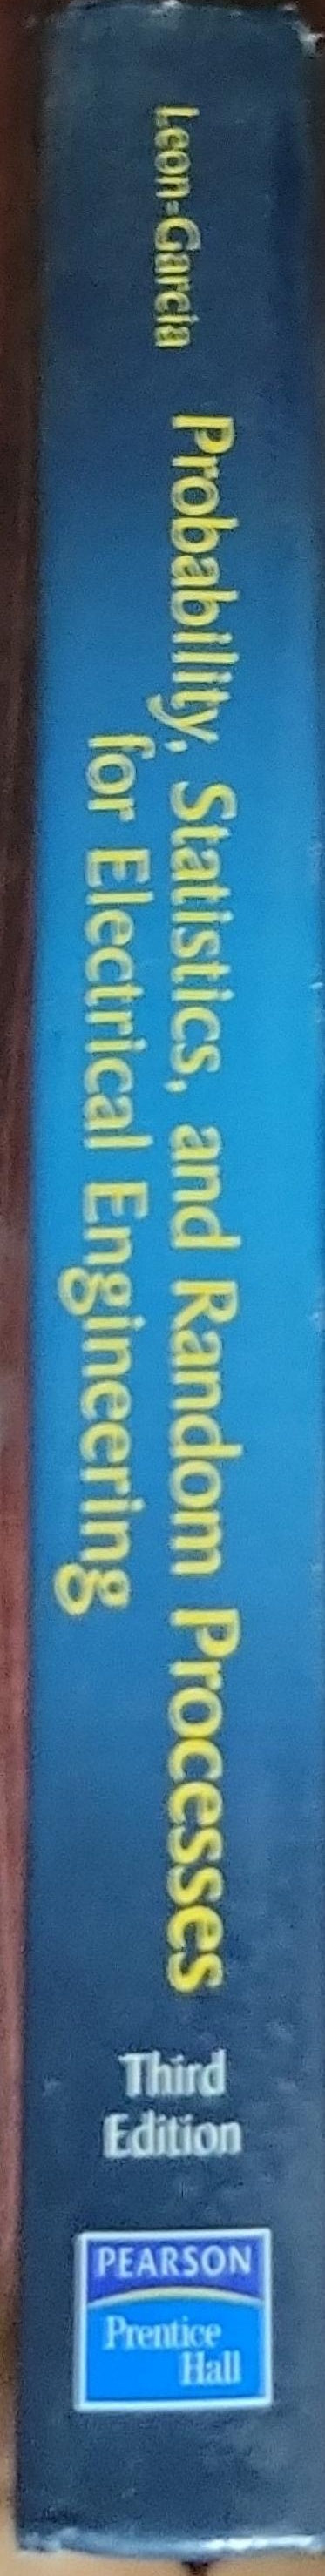 Leon-Garcia
Probability, Statistics, and Random Processes
for Electrical Engineering
Third
Edition
PEARSON
Prentice
Hall